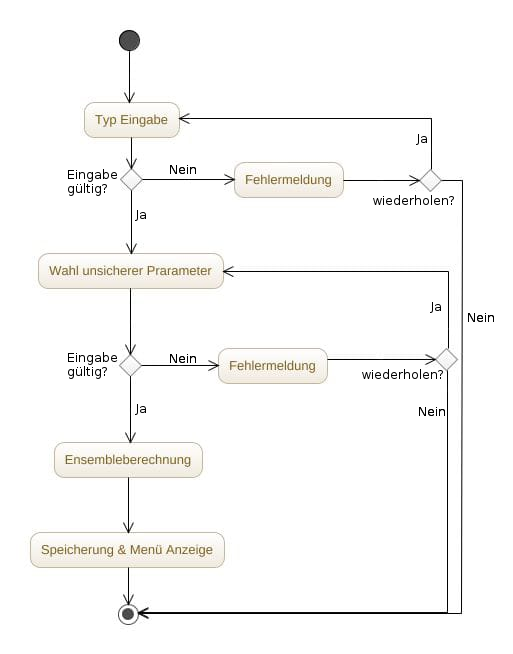 Typ Eingabe
Ja
Eingabe
gültig?
Nein
Fehlermeldung
wiederholen?
Ja
Wahl unsicherer Prarameter
Ja
Nein
Eingabe
gültig?
Nein
Fehlermeldung
wiederholen?
Ja
Nein
Ensembleberechnung
Speicherung & Menü Anzeige